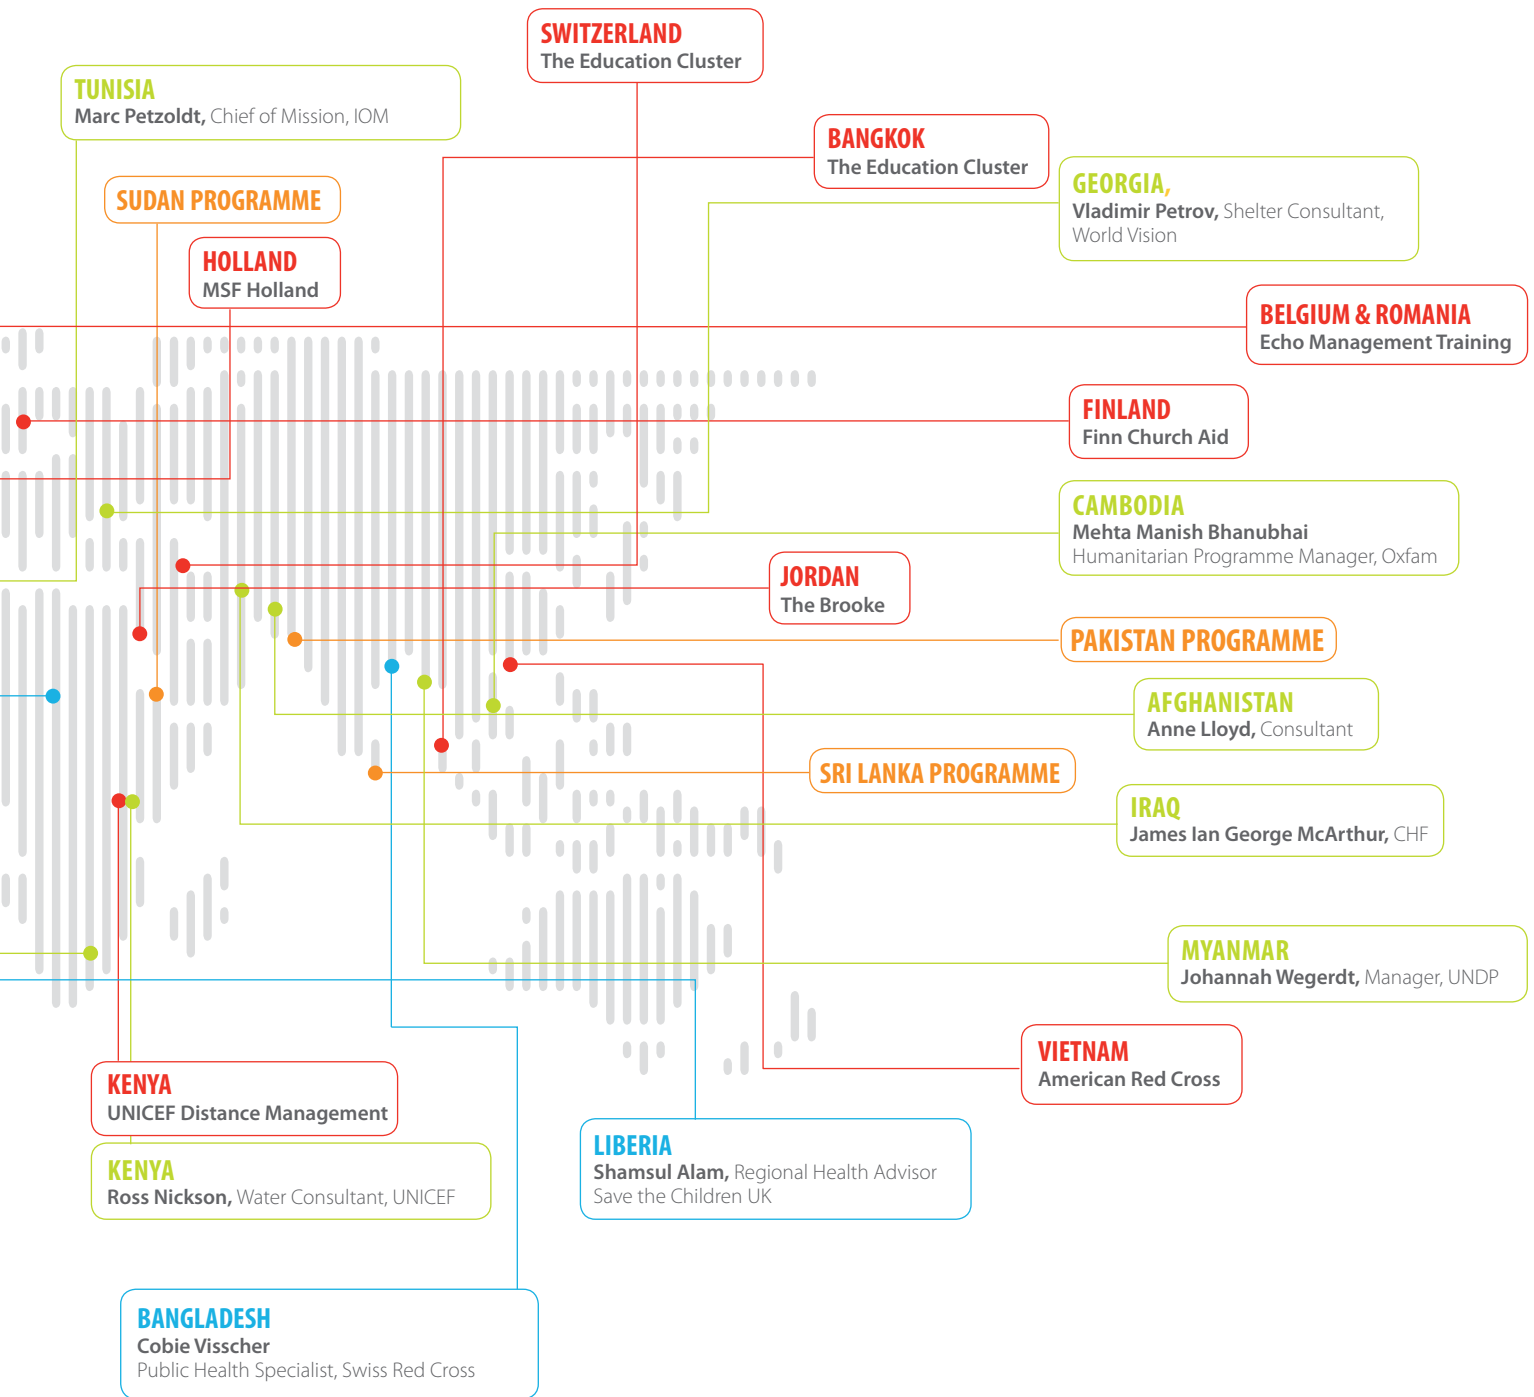 SWITZERLAND
The Education Cluster
TUNISIA
Marc Petzoldt, Chief of Mission, IOM
BANGKOK
The Education Cluster
GEORGIA,
Vladimir Petrov, Shelter Consultant,
World Vision
SUDAN PROGRAMME
HOLLAND
MSF Holland
BELGIUM & ROMANIA
Echo Management Training
FINLAND
Finn Church Aid
CAMBODIA
Mehta Manish Bhanubhai
Humanitarian Programme Manager, Oxfam
JORDAN
The Brooke
PAKISTAN PROGRAMME
AFGHANISTAN
Anne Lloyd, Consultant
SRI LANKA PROGRAMME
IRAQ
James Ian George McArthur, CHF
MYANMAR
Johannah Wegerdt, Manager, UNDP
VIETNAM
American Red Cross
KENYA
UNICEF Distance Management
KENYA
Ross Nickson, Water Consultant, UNICEF
LIBERIA
Shamsul Alam, Regional Health Advisor
Save the Children UK
BANGLADESH
Cobie Visscher
Public Health Specialist, Swiss Red Cross